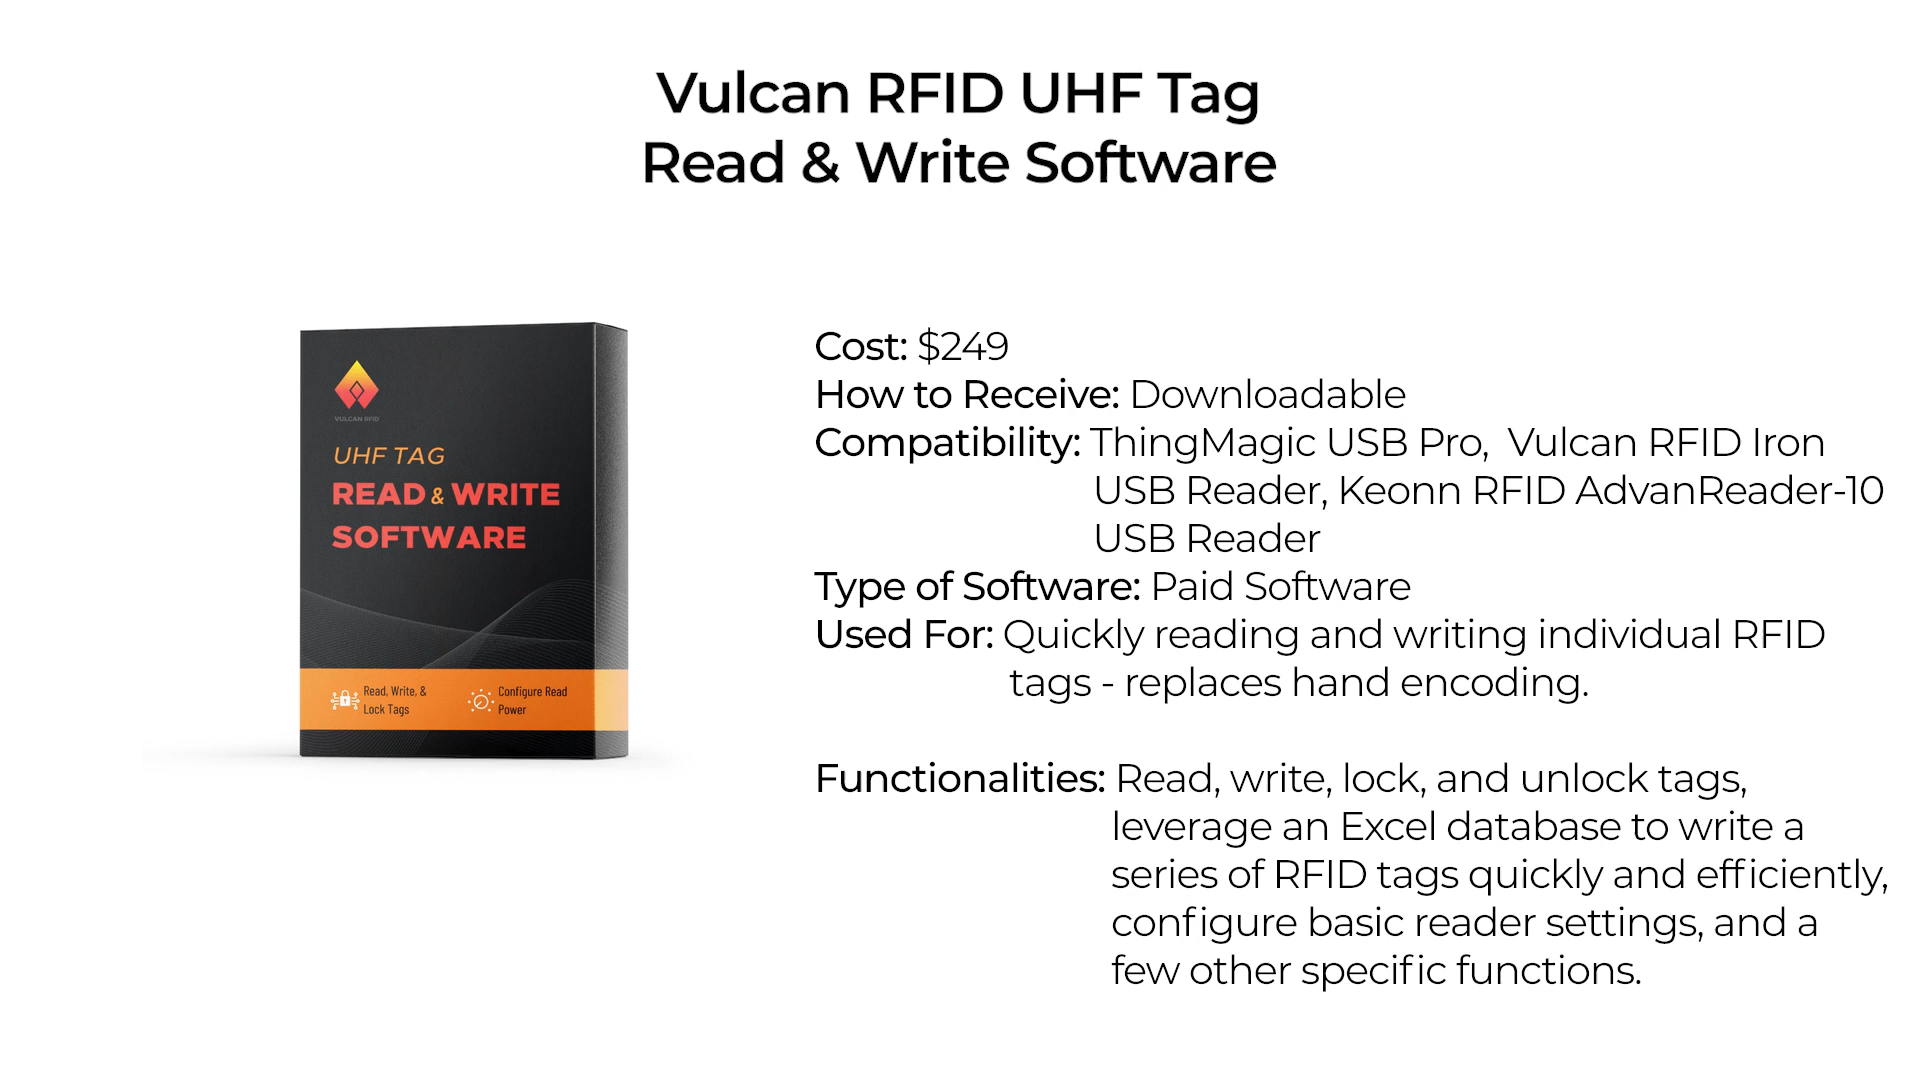 Vulcan RFID UHF Tag
Read & Write Software
VULCAN RFID
UHF TAG
READ & WRITE
SOFTWARE
Read, Write, &
Lock Tags
Configure Read
Power
Cost: $249
How to Receive: Downloadable
Compatibility: ThingMagic USB Pro,  Vulcan RFID Iron
USB Reader, Keonn RFID AdvanReader-10
USB Reader
Type of Software: Paid Software
Used For: Quickly reading and writing individual RFID
tags - replaces hand encoding.
Functionalities: Read, write, lock, and unlock tags,
leverage an Excel database to write a
series of RFID tags quickly and efficiently,
configure basic reader settings, and a
few other specific functions.